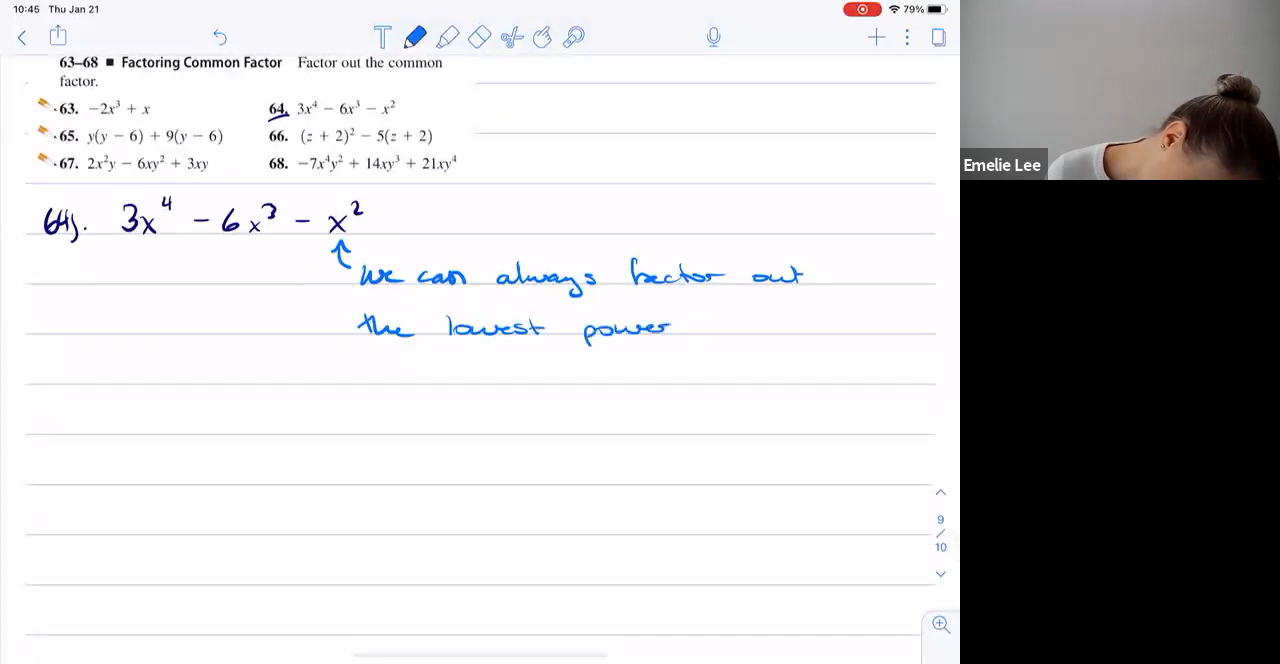 10:45 Thu Jan 21
79%
63–68 ■ Factoring Common Factor Factor out the common
factor.
63. −2x³ + x
64. 3x⁴ − 6x³ − x²
65. y(y − 6) + 9(y − 6)
66. (z + 2)² − 5(z + 2)
67. 2x²y − 6xy² + 3xy
68. −7x⁴y² + 14xy³ + 21xy⁴
64). 3x⁴ − 6x³ − x²
we can always factor out
the lowest power
9
/
10
Emelie Lee